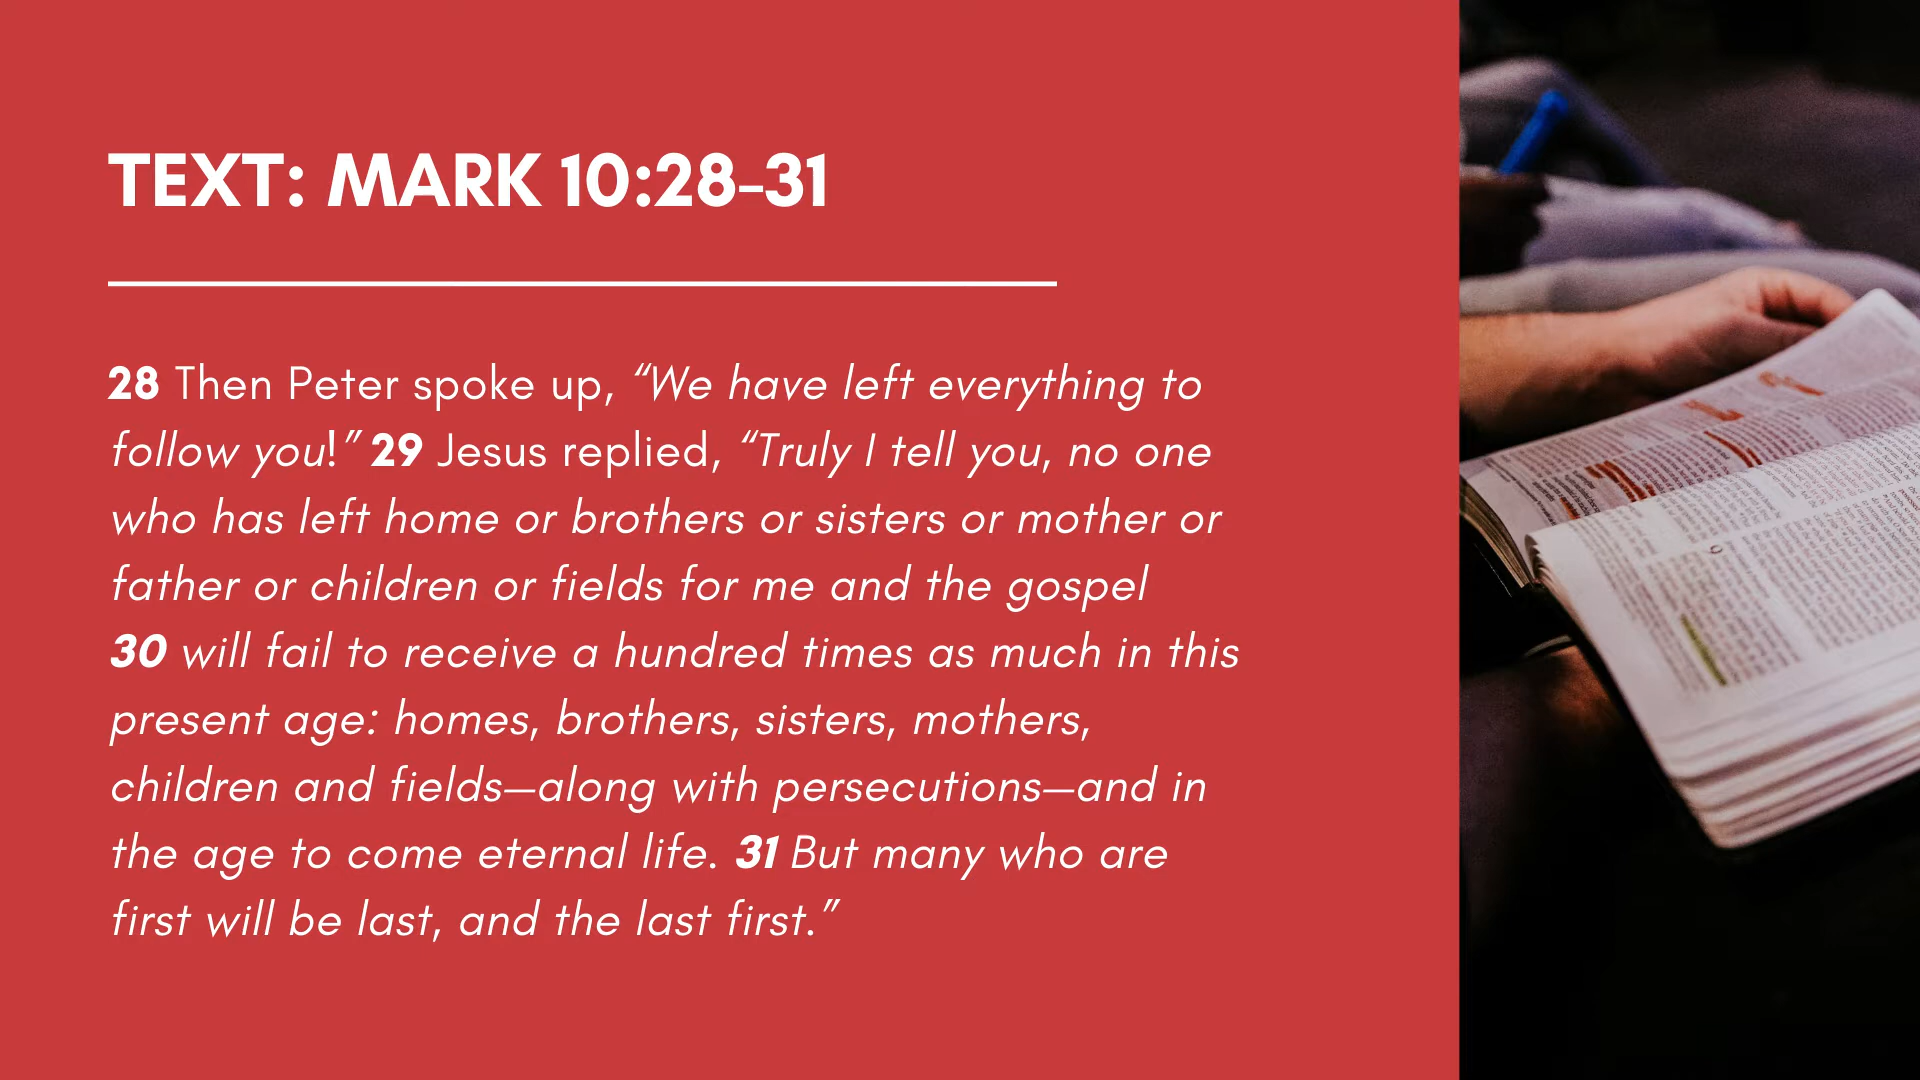 TEXT: MARK 10:28–31
28 Then Peter spoke up, “We have left everything to
follow you!” 29 Jesus replied, “Truly I tell you, no one
who has left home or brothers or sisters or mother or
father or children or fields for me and the gospel
30 will fail to receive a hundred times as much in this
present age: homes, brothers, sisters, mothers,
children and fields—along with persecutions—and in
the age to come eternal life. 31 But many who are
first will be last, and the last first.”